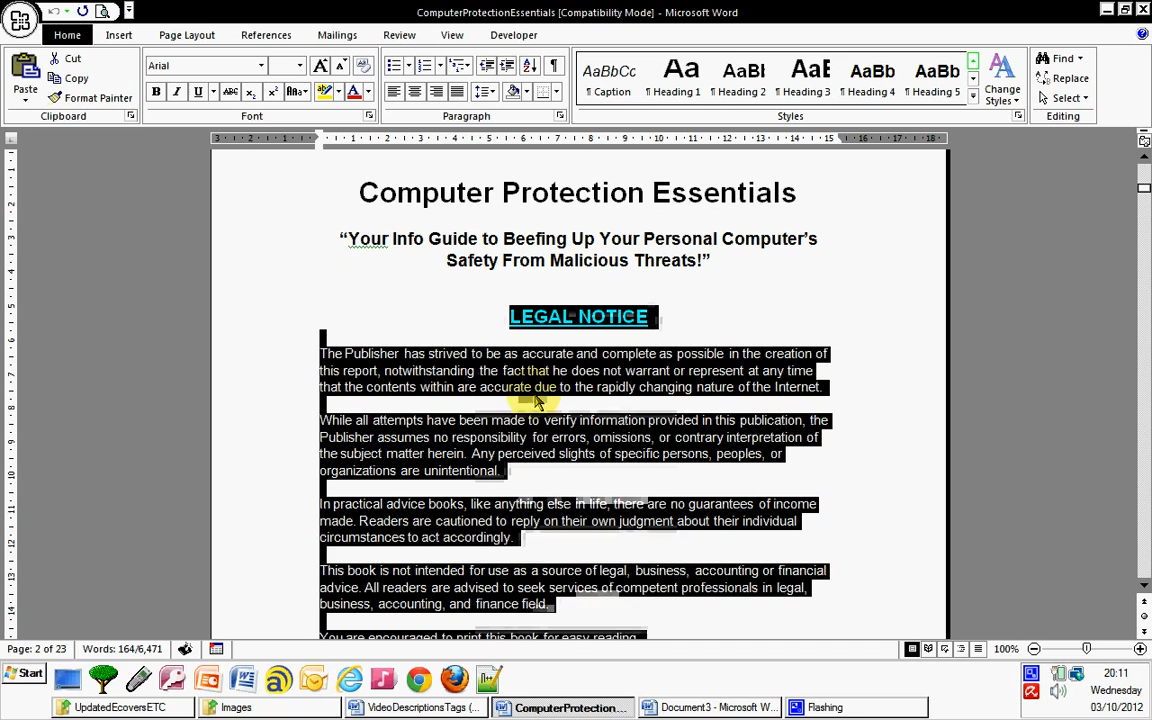 ComputerProtectionEssentials [Compatibility Mode] - Microsoft Word
Home Insert Page Layout References Mailings Review View Developer
Paste
Cut
Copy
Format Painter
Clipboard
Arial
Font
Paragraph
AaBbCc AaBb AaBb AaBb AaBb
¶ Caption ¶ Heading 1 ¶ Heading 2 ¶ Heading 3 ¶ Heading 4 ¶ Heading 5
Change
Styles
Styles
Find
Replace
Select
Editing
Computer Protection Essentials
“Your Info Guide to Beefing Up Your Personal Computer’s
Safety From Malicious Threats!”
LEGAL NOTICE
The Publisher has strived to be as accurate and complete as possible in the creation of
this report, notwithstanding the fact that he does not warrant or represent at any time
that the contents within are accurate due to the rapidly changing nature of the Internet.
While all attempts have been made to verify information provided in this publication, the
Publisher assumes no responsibility for errors, omissions, or contrary interpretation of
the subject matter herein. Any perceived slights of specific persons, peoples, or
organizations are unintentional.
In practical advice books, like anything else in life, there are no guarantees of income
made. Readers are cautioned to reply on their own judgment about their individual
circumstances to act accordingly.
This book is not intended for use as a source of legal, business, accounting or financial
advice. All readers are advised to seek services of competent professionals in legal,
business, accounting, and finance field.
You are encouraged to print this book for easy reading.
Page: 2 of 23 Words: 164/6,471 100%
Start
UpdatedEcoversETC Images VideoDescriptionsTags (... ComputerProtection... Document3 - Microsoft W... Flashing
20:11
Wednesday
03/10/2012